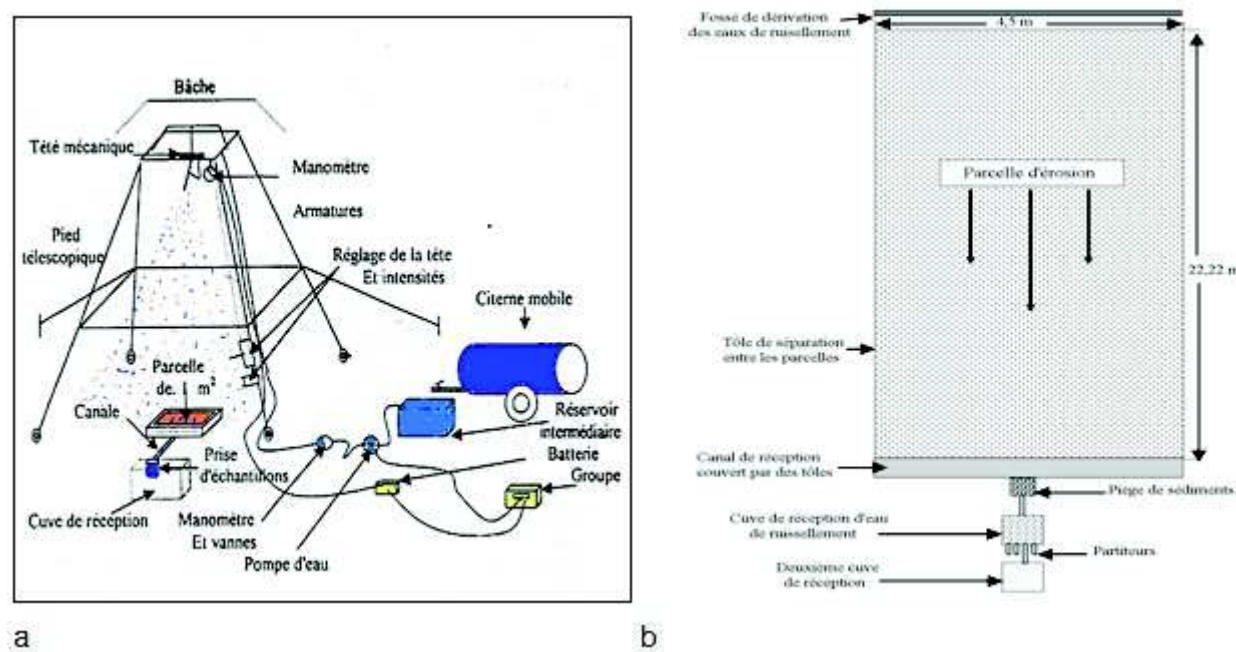 Bâche
Tété mécanique
Manomètre
Armatures
Pied
télescopique
Réglage de la tête
Et intensités
Citerne mobile
Parcelle
de. 1 m²
Canale
Réservoir
intermédiaire
Prise
d'échantillons
Batterie
Groupe
Cuve de réception
Manomètre
Et vannes
Pompe d'eau
a
Fossé de dérivation
des eaux de ruissellement
4,5 m
Parcelle d'érosion
22,22 m
Tôle de séparation
entre les parcelles
Canal de réception
couvert par des tôles
Piège de sédiments
Cuve de réception d'eau
de ruissellement
Partiteurs
Deuxième cuve
de réception
b